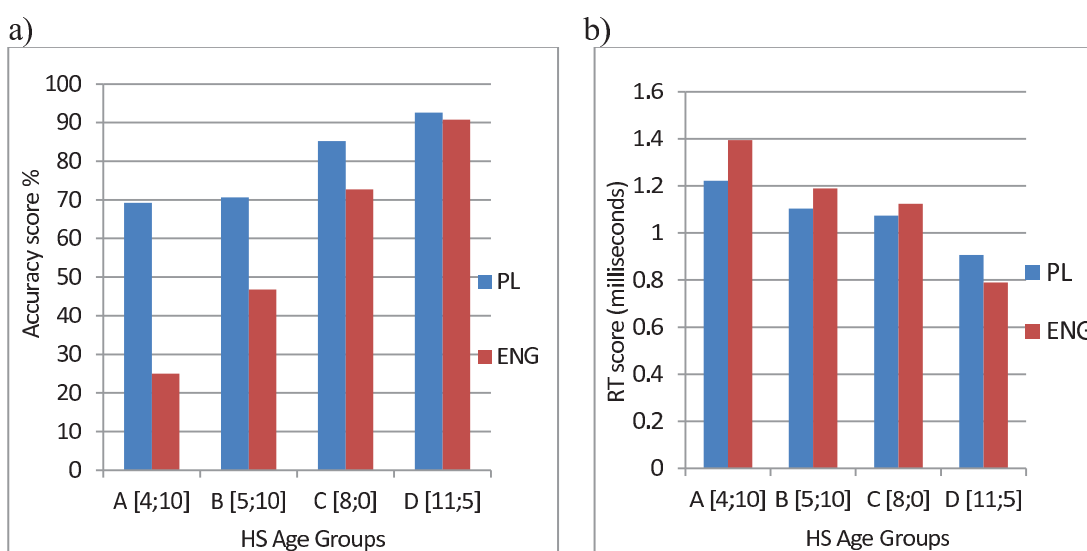 a)
100
90
80
70
60
50
40
30
20
10
0
Accuracy score %
A [4;10] B [5;10] C [8;0] D [11;5]
HS Age Groups
PL
ENG
b)
1.6
1.4
1.2
1
0.8
0.6
0.4
0.2
0
RT score (milliseconds)
A [4;10] B [5;10] C [8;0] D [11;5]
HS Age Groups
PL
ENG